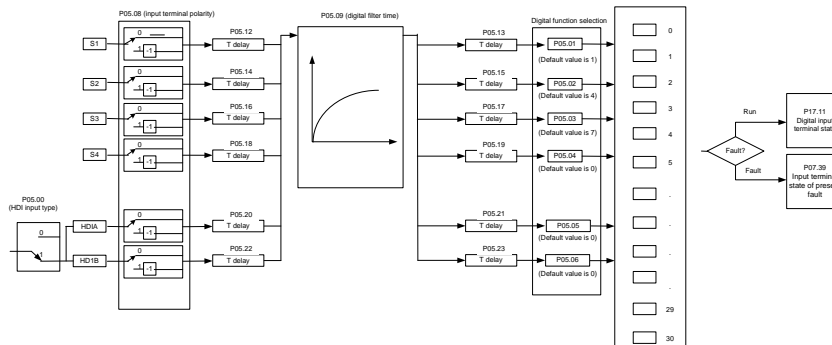 P05.08 (input terminal polarity)
P05.09 (digital filter time)
Digital function selection
S1
0
1
-1
P05.12
T delay
P05.13
T delay
P05.01
(Default value is 1)
S2
0
1
-1
P05.14
T delay
P05.15
T delay
P05.02
(Default value is 4)
S3
0
1
-1
P05.16
T delay
P05.17
T delay
P05.03
(Default value is 7)
S4
0
1
-1
P05.18
T delay
P05.19
T delay
P05.04
(Default value is 0)
P05.00
(HDI input type)
0
1
HDIA
0
1
-1
P05.20
T delay
P05.21
T delay
P05.05
(Default value is 0)
HD1B
0
1
-1
P05.22
T delay
P05.23
T delay
P05.06
(Default value is 0)
0
1
2
3
4
5
.
.
.
.
29
30
Fault?
Run
Fault
P17.11
Digital input
terminal state
P07.39
Input termin
state of prese
fault